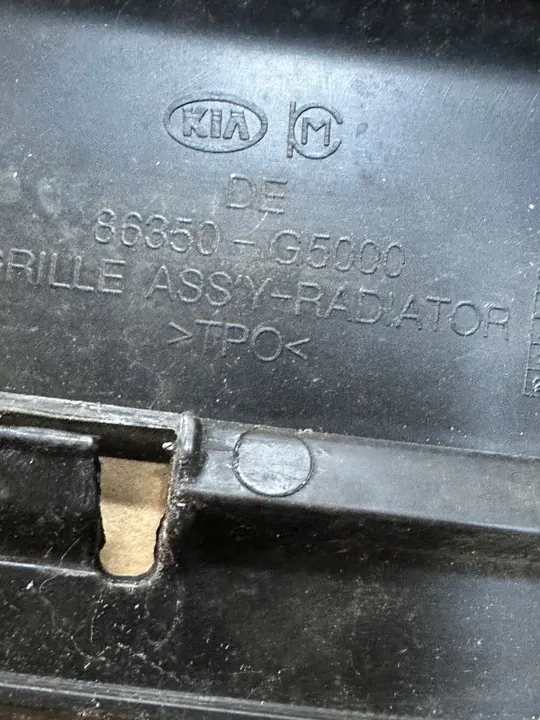 KIA M
DE
86350-G5000
GRILLE ASS'Y-RADIATOR
>TPO<